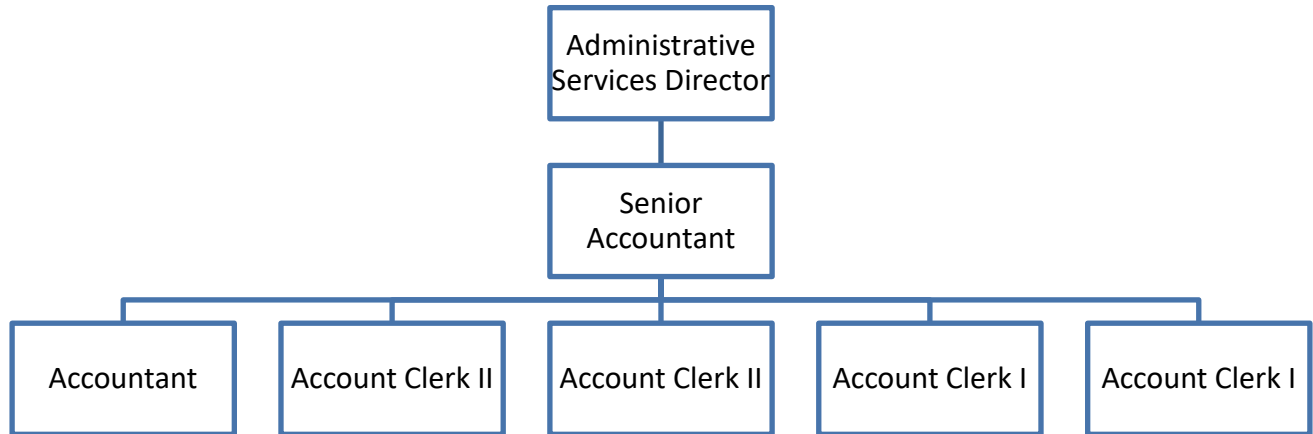 Administrative
Services Director
Senior
Accountant
Accountant
Account Clerk II
Account Clerk II
Account Clerk I
Account Clerk I